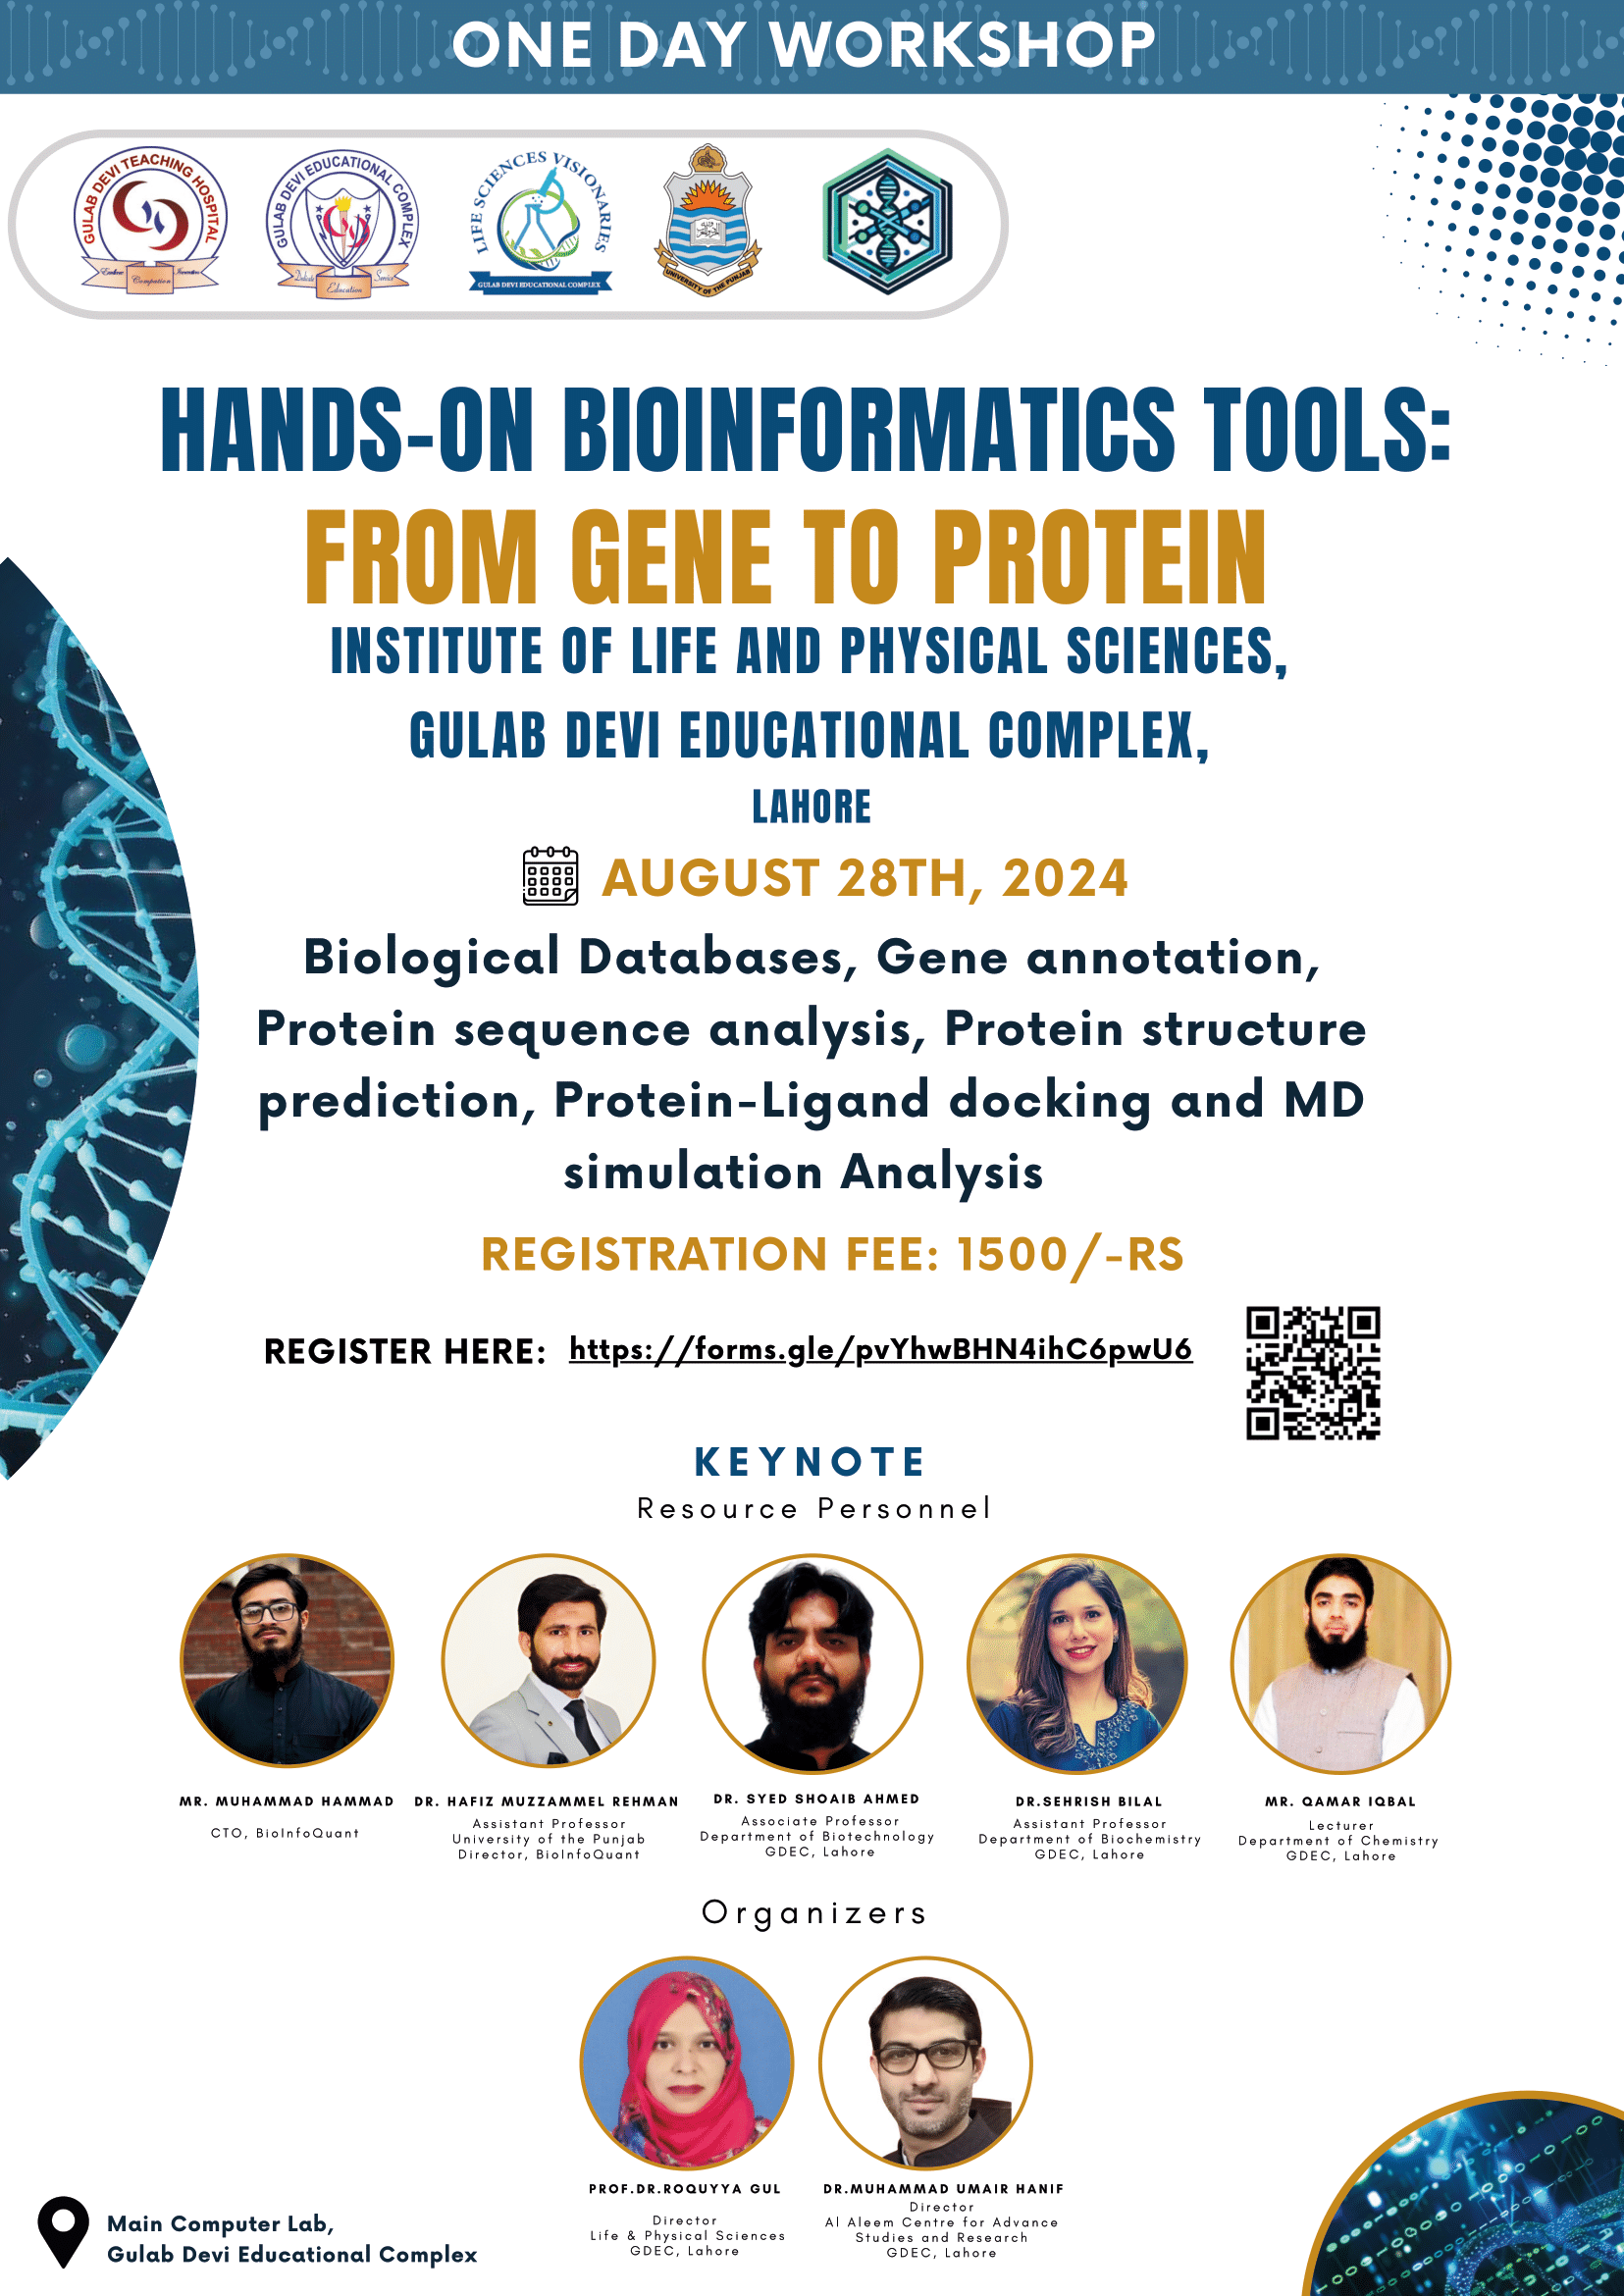 ONE DAY WORKSHOP
GULAB DEVI TEACHING HOSPITAL
Compation
GULAB DEVI EDUCATIONAL COMPLEX
Education
LIFE SCIENCES VISIONARIES
GULAB DEVI EDUCATIONAL COMPLEX
UNIVERSITY OF THE PUNJAB
HANDS-ON BIOINFORMATICS TOOLS:
FROM GENE TO PROTEIN
INSTITUTE OF LIFE AND PHYSICAL SCIENCES,
GULAB DEVI EDUCATIONAL COMPLEX,
LAHORE
AUGUST 28TH, 2024
Biological Databases, Gene annotation,
Protein sequence analysis, Protein structure
prediction, Protein-Ligand docking and MD
simulation Analysis
REGISTRATION FEE: 1500/-RS
REGISTER HERE: https://forms.gle/pvYhwBHN4ihC6pwU6
KEYNOTE
Resource Personnel
MR. MUHAMMAD HAMMAD
CTO, BioInfoQuant
DR. HAFIZ MUZZAMMEL REHMAN
Assistant Professor
University of the Punjab
Director, BioInfoQuant
DR. SYED SHOAIB AHMED
Associate Professor
Department of Biotechnology
GDEC, Lahore
DR.SEHRISH BILAL
Assistant Professor
Department of Biochemistry
GDEC, Lahore
MR. QAMAR IQBAL
Lecturer
Department of Chemistry
GDEC, Lahore
Organizers
PROF.DR.ROQUYYA GUL
Director
Life & Physical Sciences
GDEC, Lahore
DR.MUHAMMAD UMAIR HANIF
Director
Al Aleem Centre for Advance
Studies and Research
GDEC, Lahore
Main Computer Lab,
Gulab Devi Educational Complex